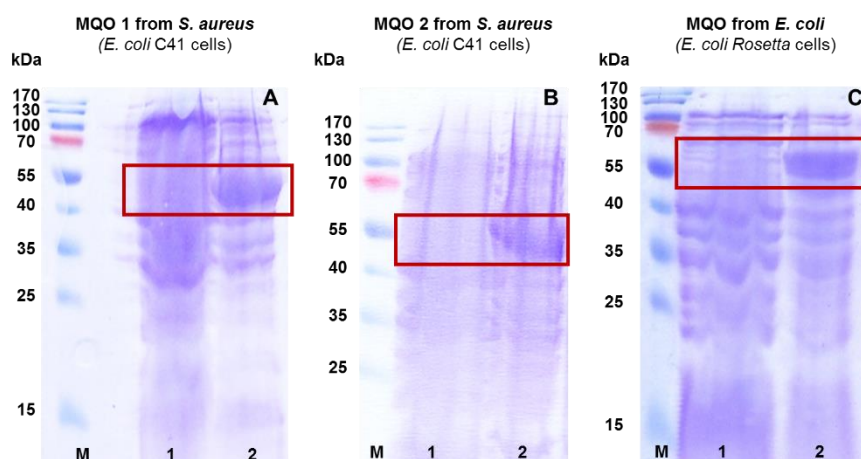 MQO 1 from S. aureus
(E. coli C41 cells)
kDa
170
130
100
70
55
40
35
25
15
A
M
1
2
MQO 2 from S. aureus
(E. coli C41 cells)
kDa
170
130
100
70
55
40
35
25
B
M
1
2
MQO from E. coli
(E. coli Rosetta cells)
kDa
170
130
100
70
55
40
35
25
15
C
M
1
2